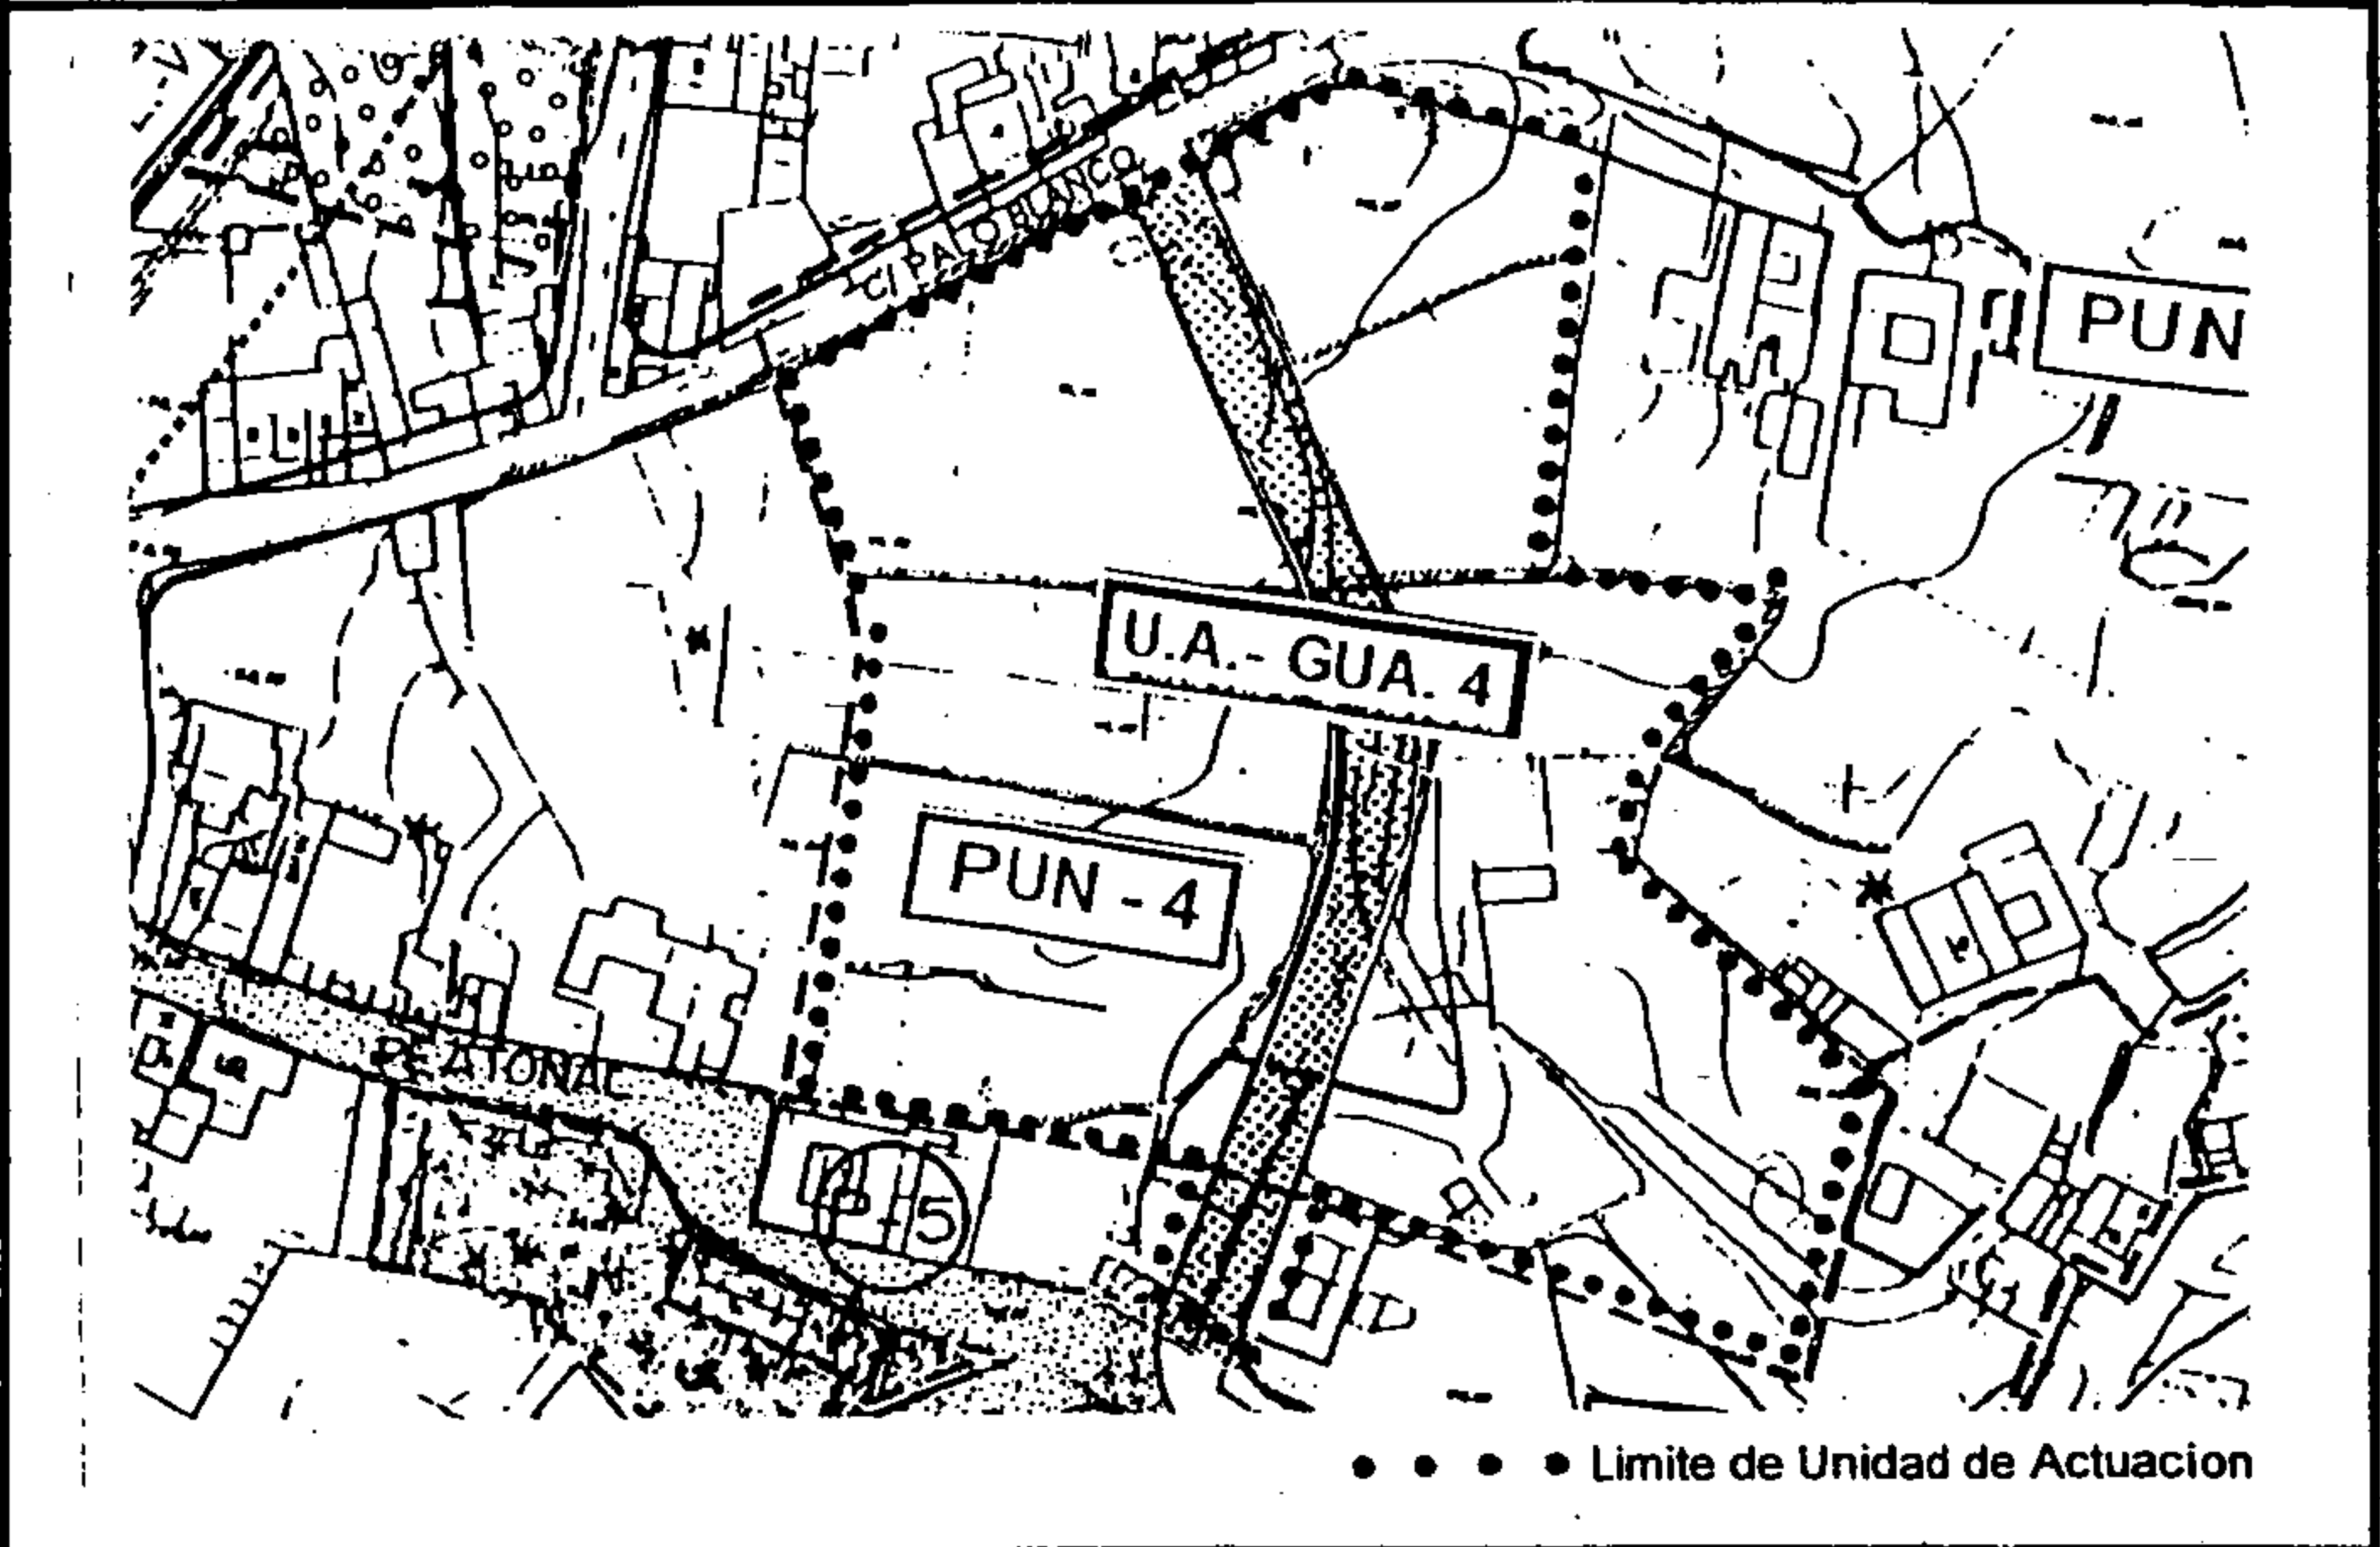 C/ PALO BLANCO
PUN
U.A.- GUA. 4
PUN - 4
PEATONAL
5
Limite de Unidad de Actuacion